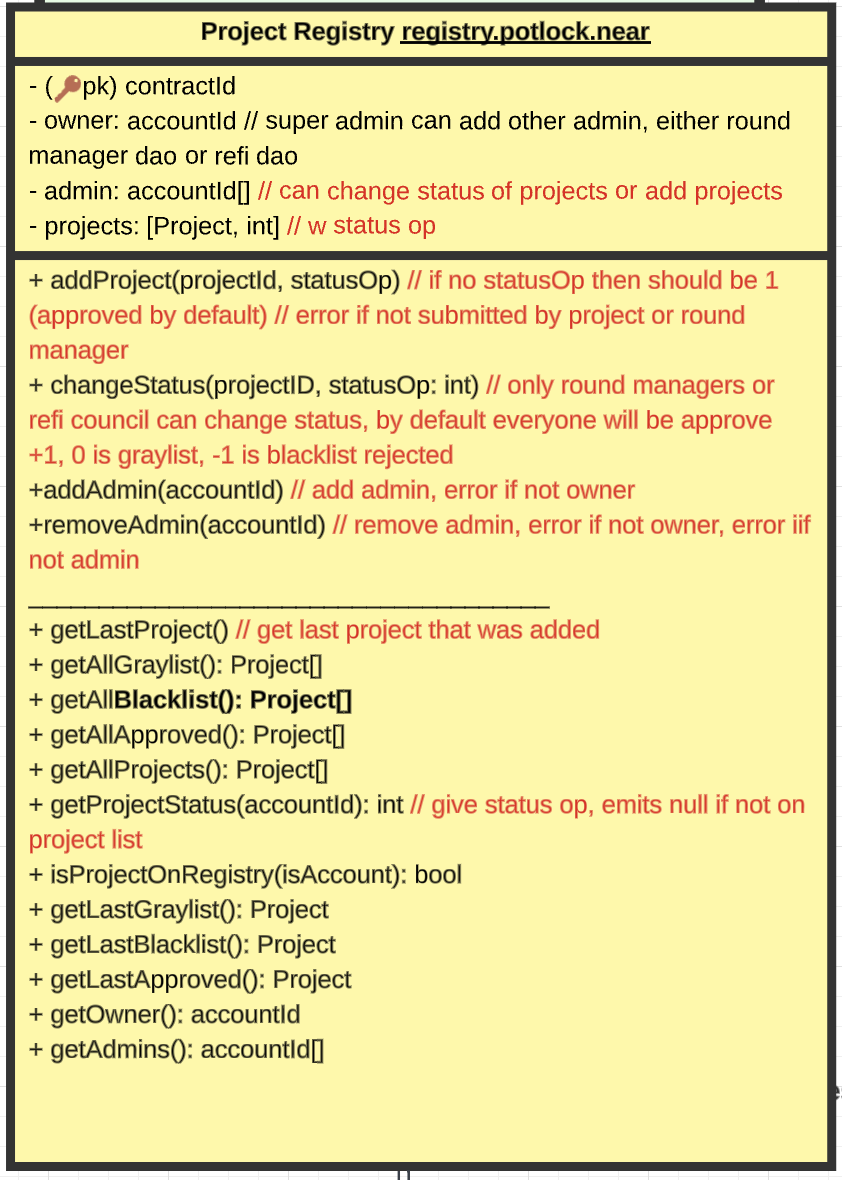 Project Registry registry.potlock.near
- (🔑pk) contractId
- owner: accountId // super admin can add other admin, either round
manager dao or refi dao
- admin: accountId[] // can change status of projects or add projects
- projects: [Project, int] // w status op
+ addProject(projectId, statusOp) // if no statusOp then should be 1
(approved by default) // error if not submitted by project or round
manager
+ changeStatus(projectID, statusOp: int) // only round managers or
refi council can change status, by default everyone will be approve
+1, 0 is graylist, -1 is blacklist rejected
+addAdmin(accountId) // add admin, error if not owner
+removeAdmin(accountId) // remove admin, error if not owner, error iif
not admin
_____________________________________
+ getLastProject() // get last project that was added
+ getAllGraylist(): Project[]
+ getAllBlacklist(): Project[]
+ getAllApproved(): Project[]
+ getAllProjects(): Project[]
+ getProjectStatus(accountId): int // give status op, emits null if not on
project list
+ isProjectOnRegistry(isAccount): bool
+ getLastGraylist(): Project
+ getLastBlacklist(): Project
+ getLastApproved(): Project
+ getOwner(): accountId
+ getAdmins(): accountId[]